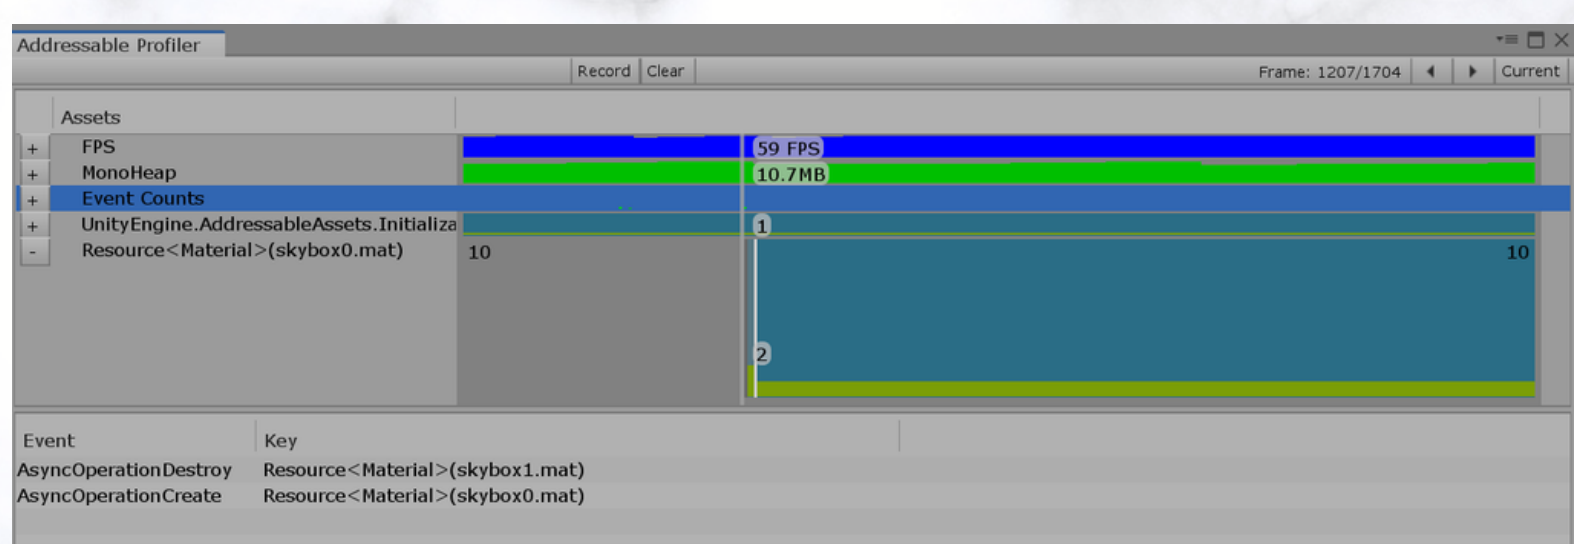 Addressable Profiler
Record Clear Frame: 1207/1704 Current
Assets
+ FPS 59 FPS
+ MonoHeap 10.7MB
+ Event Counts
+ UnityEngine.AddressableAssets.Initializa 1
- Resource<Material>(skybox0.mat) 10 10
2
Event Key
AsyncOperationDestroy Resource<Material>(skybox1.mat)
AsyncOperationCreate Resource<Material>(skybox0.mat)